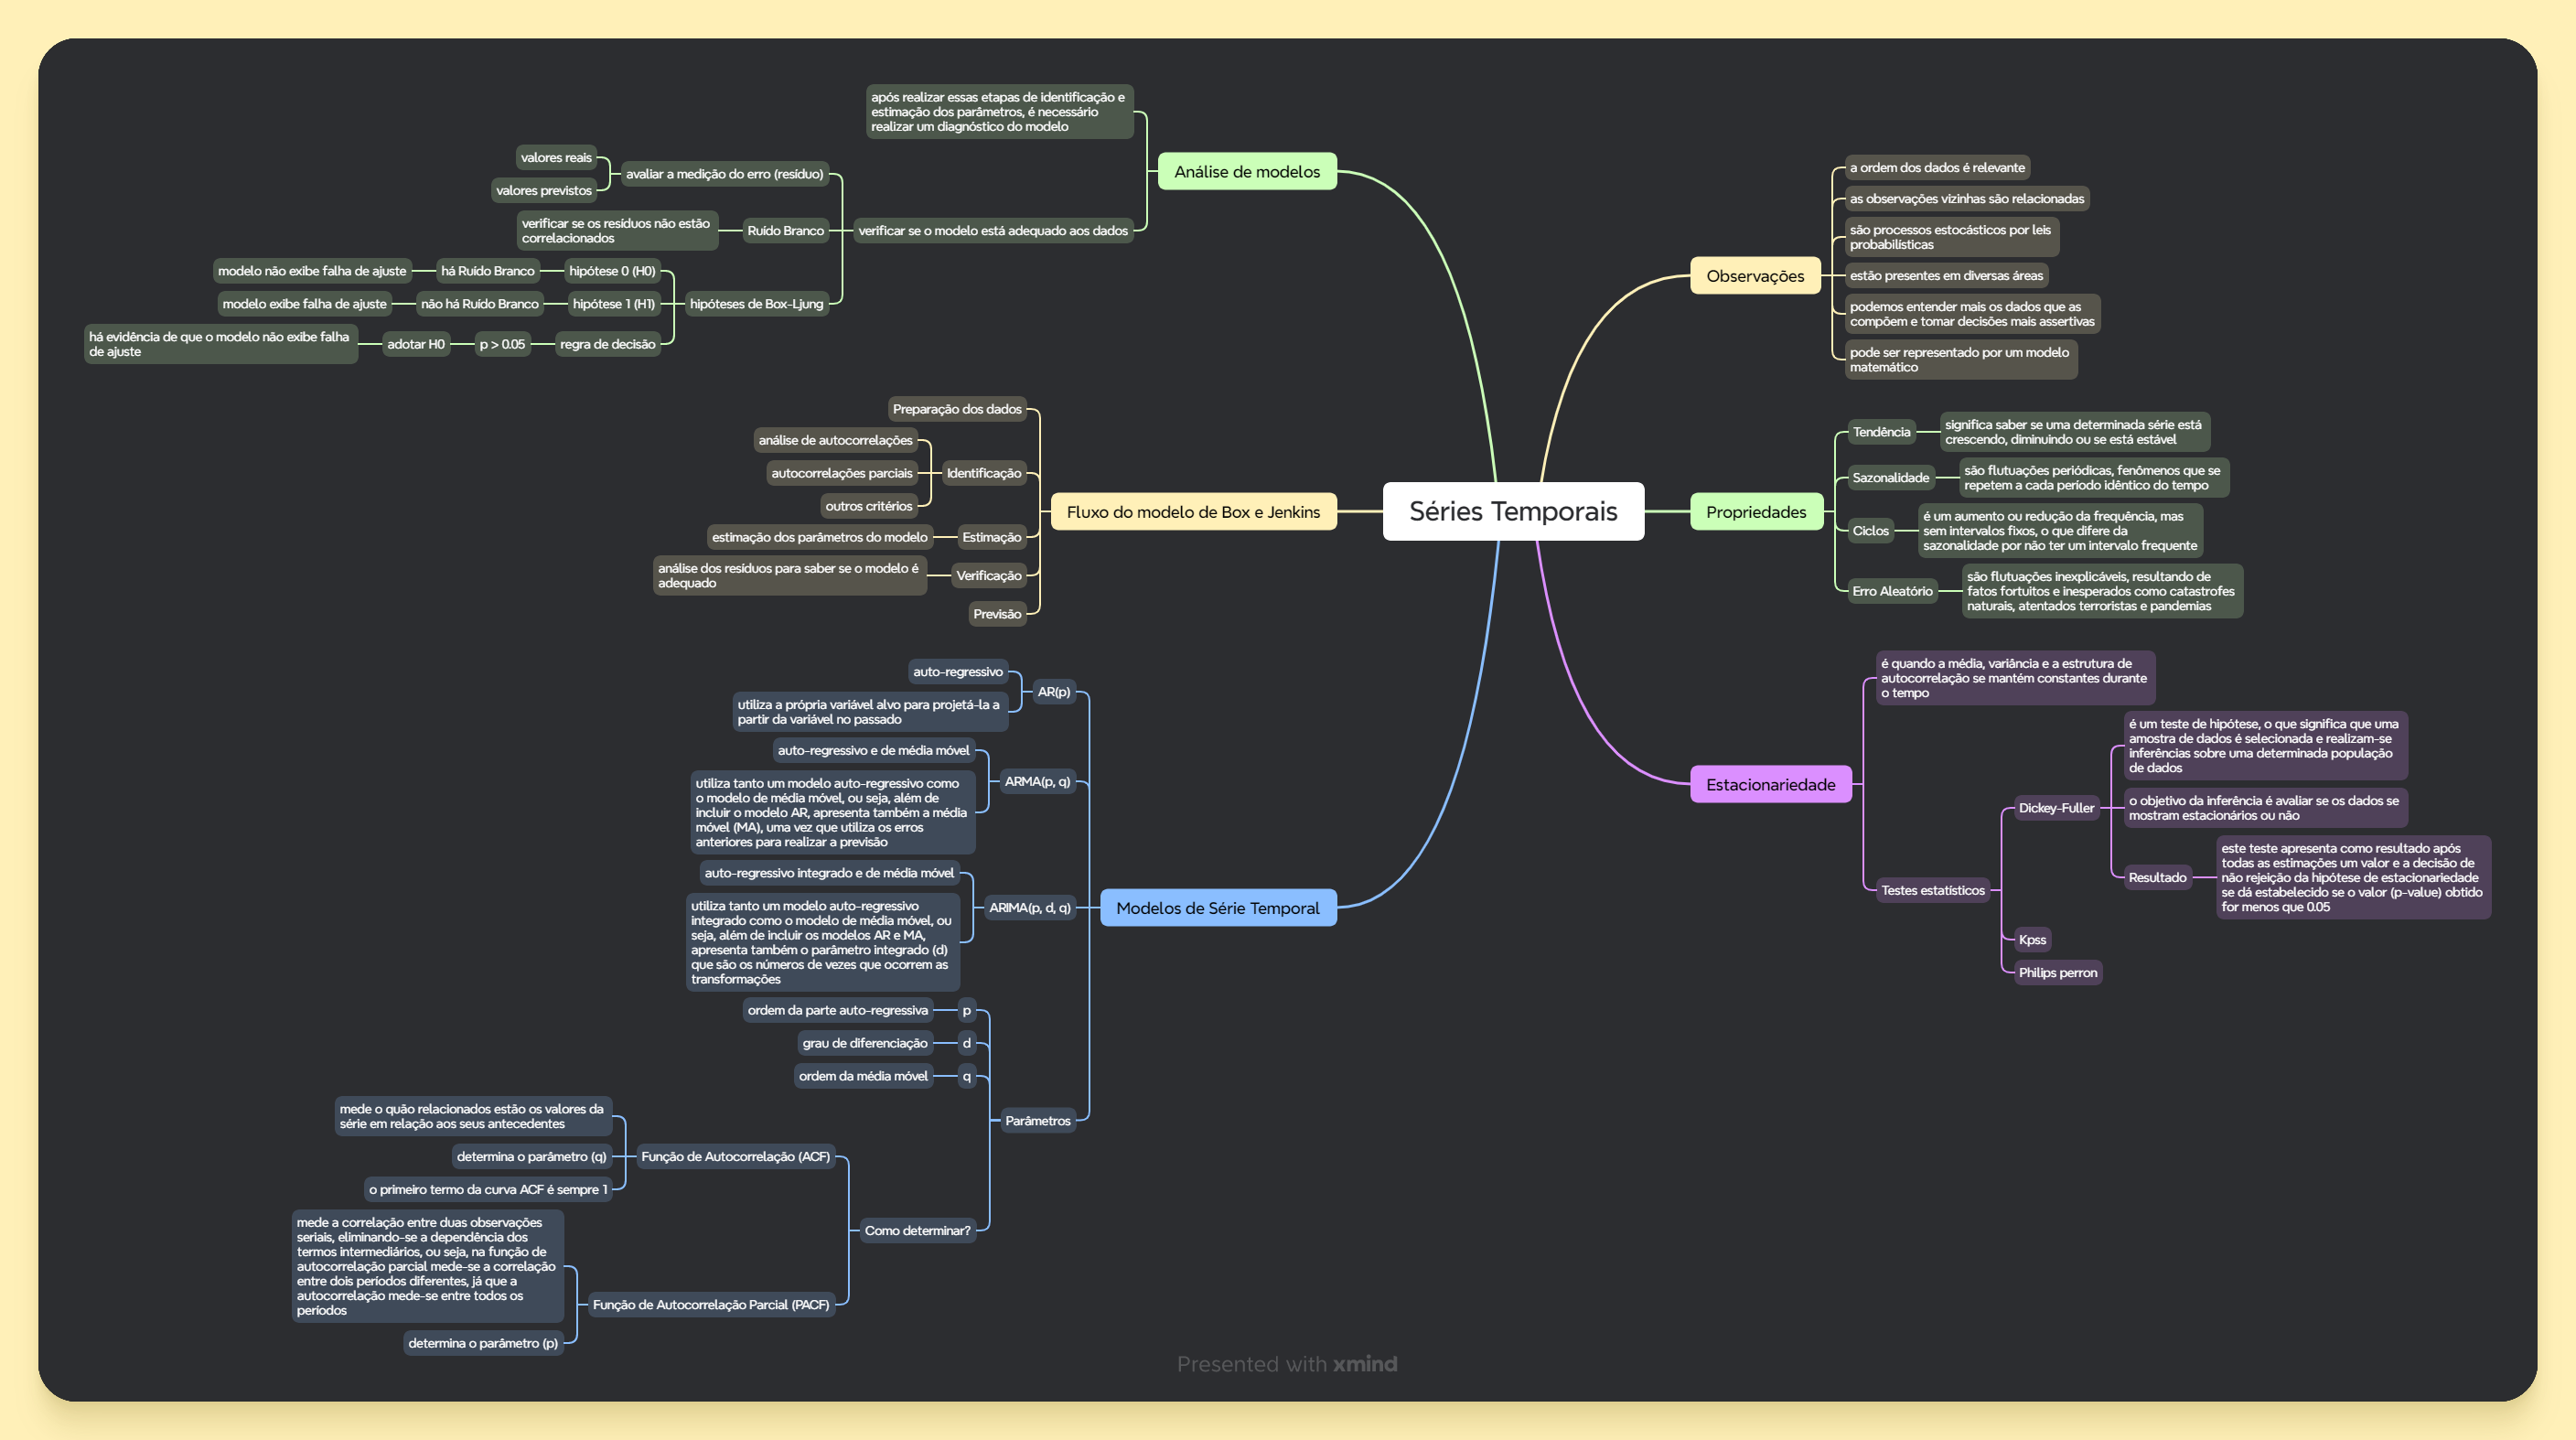 Séries Temporais
Observações
a ordem dos dados é relevante
as observações vizinhas são relacionadas
são processos estocásticos por leis
probabilísticas
estão presentes em diversas áreas
podemos entender mais os dados que as
compõem e tomar decisões mais assertivas
pode ser representado por um modelo
matemático
Propriedades
Tendência
significa saber se uma determinada série está
crescendo, diminuindo ou se está estável
Sazonalidade
são flutuações periódicas, fenômenos que se
repetem a cada período idêntico do tempo
Ciclos
é um aumento ou redução da frequência, mas
sem intervalos fixos, o que difere da
sazonalidade por não ter um intervalo frequente
Erro Aleatório
são flutuações inexplicáveis, resultando de
fatos fortuitos e inesperados como catastrofes
naturais, atentados terroristas e pandemias
Estacionariedade
é quando a média, variância e a estrutura de
autocorrelação se mantém constantes durante
o tempo
Testes estatísticos
Dickey-Fuller
é um teste de hipótese, o que significa que uma
amostra de dados é selecionada e realizam-se
inferências sobre uma determinada população
de dados
o objetivo da inferência é avaliar se os dados se
mostram estacionários ou não
Resultado
este teste apresenta como resultado após
todas as estimações um valor e a decisão de
não rejeição da hipótese de estacionariedade
se dá estabelecido se o valor (p-value) obtido
for menos que 0.05
Kpss
Philips perron
Análise de modelos
após realizar essas etapas de identificação e
estimação dos parâmetros, é necessário
realizar um diagnóstico do modelo
verificar se o modelo está adequado aos dados
avaliar a medição do erro (resíduo)
valores reais
valores previstos
Ruído Branco
verificar se os resíduos não estão
correlacionados
hipóteses de Box-Ljung
hipótese 0 (H0)
há Ruído Branco
modelo não exibe falha de ajuste
hipótese 1 (H1)
não há Ruído Branco
modelo exibe falha de ajuste
regra de decisão
p > 0.05
adotar H0
há evidência de que o modelo não exibe falha
de ajuste
Fluxo do modelo de Box e Jenkins
Preparação dos dados
Identificação
análise de autocorrelações
autocorrelações parciais
outros critérios
Estimação
estimação dos parâmetros do modelo
Verificação
análise dos resíduos para saber se o modelo é
adequado
Previsão
Modelos de Série Temporal
AR(p)
auto-regressivo
utiliza a própria variável alvo para projetá-la a
partir da variável no passado
ARMA(p, q)
auto-regressivo e de média móvel
utiliza tanto um modelo auto-regressivo como
o modelo de média móvel, ou seja, além de
incluir o modelo AR, apresenta também a média
móvel (MA), uma vez que utiliza os erros
anteriores para realizar a previsão
ARIMA(p, d, q)
auto-regressivo integrado e de média móvel
utiliza tanto um modelo auto-regressivo
integrado como o modelo de média móvel, ou
seja, além de incluir os modelos AR e MA,
apresenta também o parâmetro integrado (d)
que são os números de vezes que ocorrem as
transformações
Parâmetros
p
ordem da parte auto-regressiva
d
grau de diferenciação
q
ordem da média móvel
Como determinar?
Função de Autocorrelação (ACF)
mede o quão relacionados estão os valores da
série em relação aos seus antecedentes
determina o parâmetro (q)
o primeiro termo da curva ACF é sempre 1
Função de Autocorrelação Parcial (PACF)
mede a correlação entre duas observações
seriais, eliminando-se a dependência dos
termos intermediários, ou seja, na função de
autocorrelação parcial mede-se a correlação
entre dois períodos diferentes, já que a
autocorrelação mede-se entre todos os
períodos
determina o parâmetro (p)
Presented with xmind